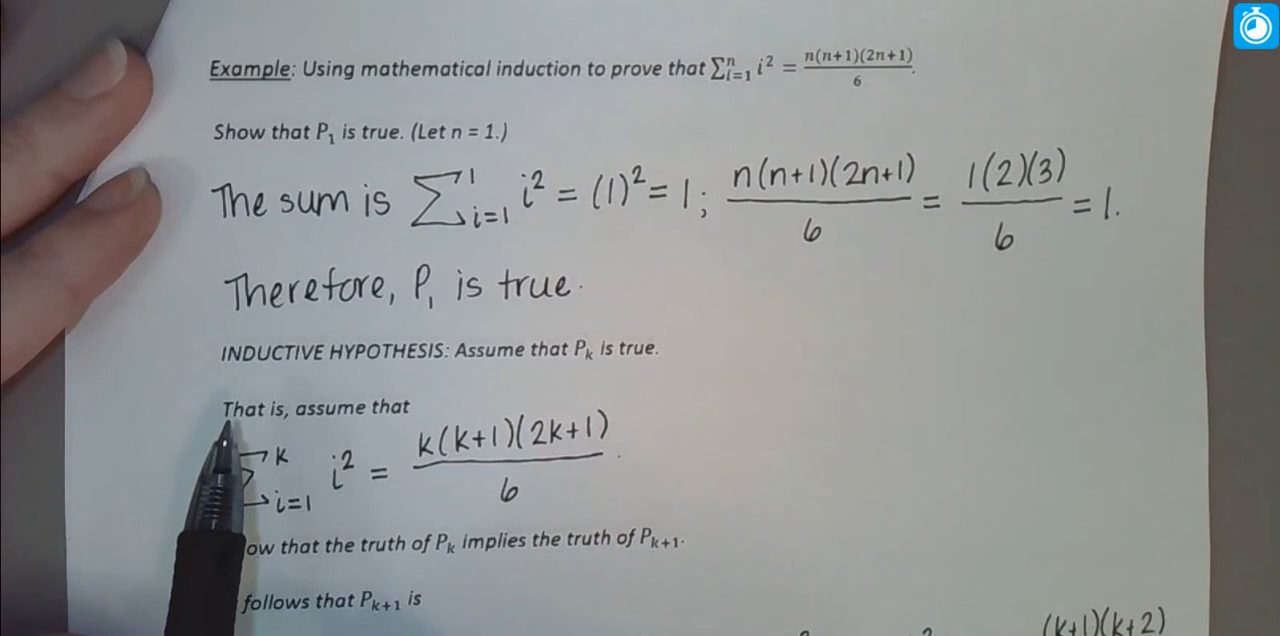 Example: Using mathematical induction to prove that ∑ⁿᵢ₌₁ i² = n(n+1)(2n+1)/6.
Show that P₁ is true. (Let n = 1.)
The sum is ∑¹ᵢ₌₁ i² = (1)² = 1; n(n+1)(2n+1)/6 = 1(2)(3)/6 = 1.
Therefore, P₁ is true.
INDUCTIVE HYPOTHESIS: Assume that Pₖ is true.
That is, assume that
∑ᵏᵢ₌₁ i² = k(k+1)(2k+1)/6.
ow that the truth of Pₖ implies the truth of Pₖ₊₁.
follows that Pₖ₊₁ is
(k+1)(k+2)